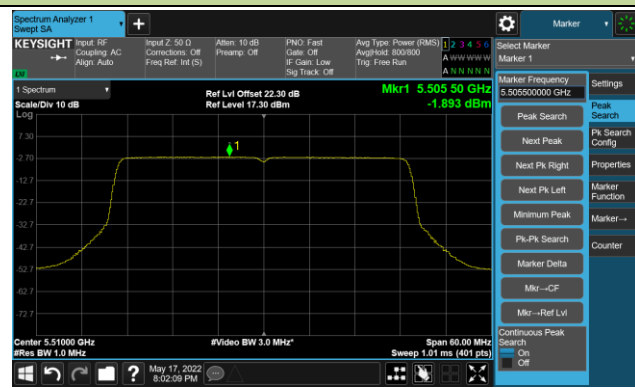 Spectrum Analyzer 1
Swept SA
+
Marker
KEYSIGHT
Input: RF
Coupling: AC
Align: Auto
Input Z: 50 Ω
Corrections: Off
Freq Ref: Int (S)
Atten: 10 dB
Preamp: Off
PNO: Fast
Gate: Off
IF Gain: Low
Sig Track: Off
Avg Type: Power (RMS)
Avg|Hold: 800/800
Trig: Free Run
1 2 3 4 5 6
A W W W W W
A N N N N N
LXI
Select Marker
Marker 1
1 Spectrum
Scale/Div 10 dB
Log
Ref Lvl Offset 22.30 dB
Ref Level 17.30 dBm
Mkr1 5.505 50 GHz
-1.893 dBm
7.30
-2.70
-12.7
-22.7
-32.7
-42.7
-52.7
-62.7
-72.7
1
Center 5.51000 GHz
#Res BW 1.0 MHz
#Video BW 3.0 MHz*
Span 60.00 MHz
Sweep 1.01 ms (401 pts)
Marker Frequency
5.505500000 GHz
Peak Search
Next Peak
Next Pk Right
Next Pk Left
Minimum Peak
Pk-Pk Search
Marker Delta
Mkr→CF
Mkr→Ref Lvl
Continuous Peak
Search
On
Off
Settings
Peak
Search
Pk Search
Config
Properties
Marker
Function
Marker→
Counter
?
May 17, 2022
8:02:09 PM